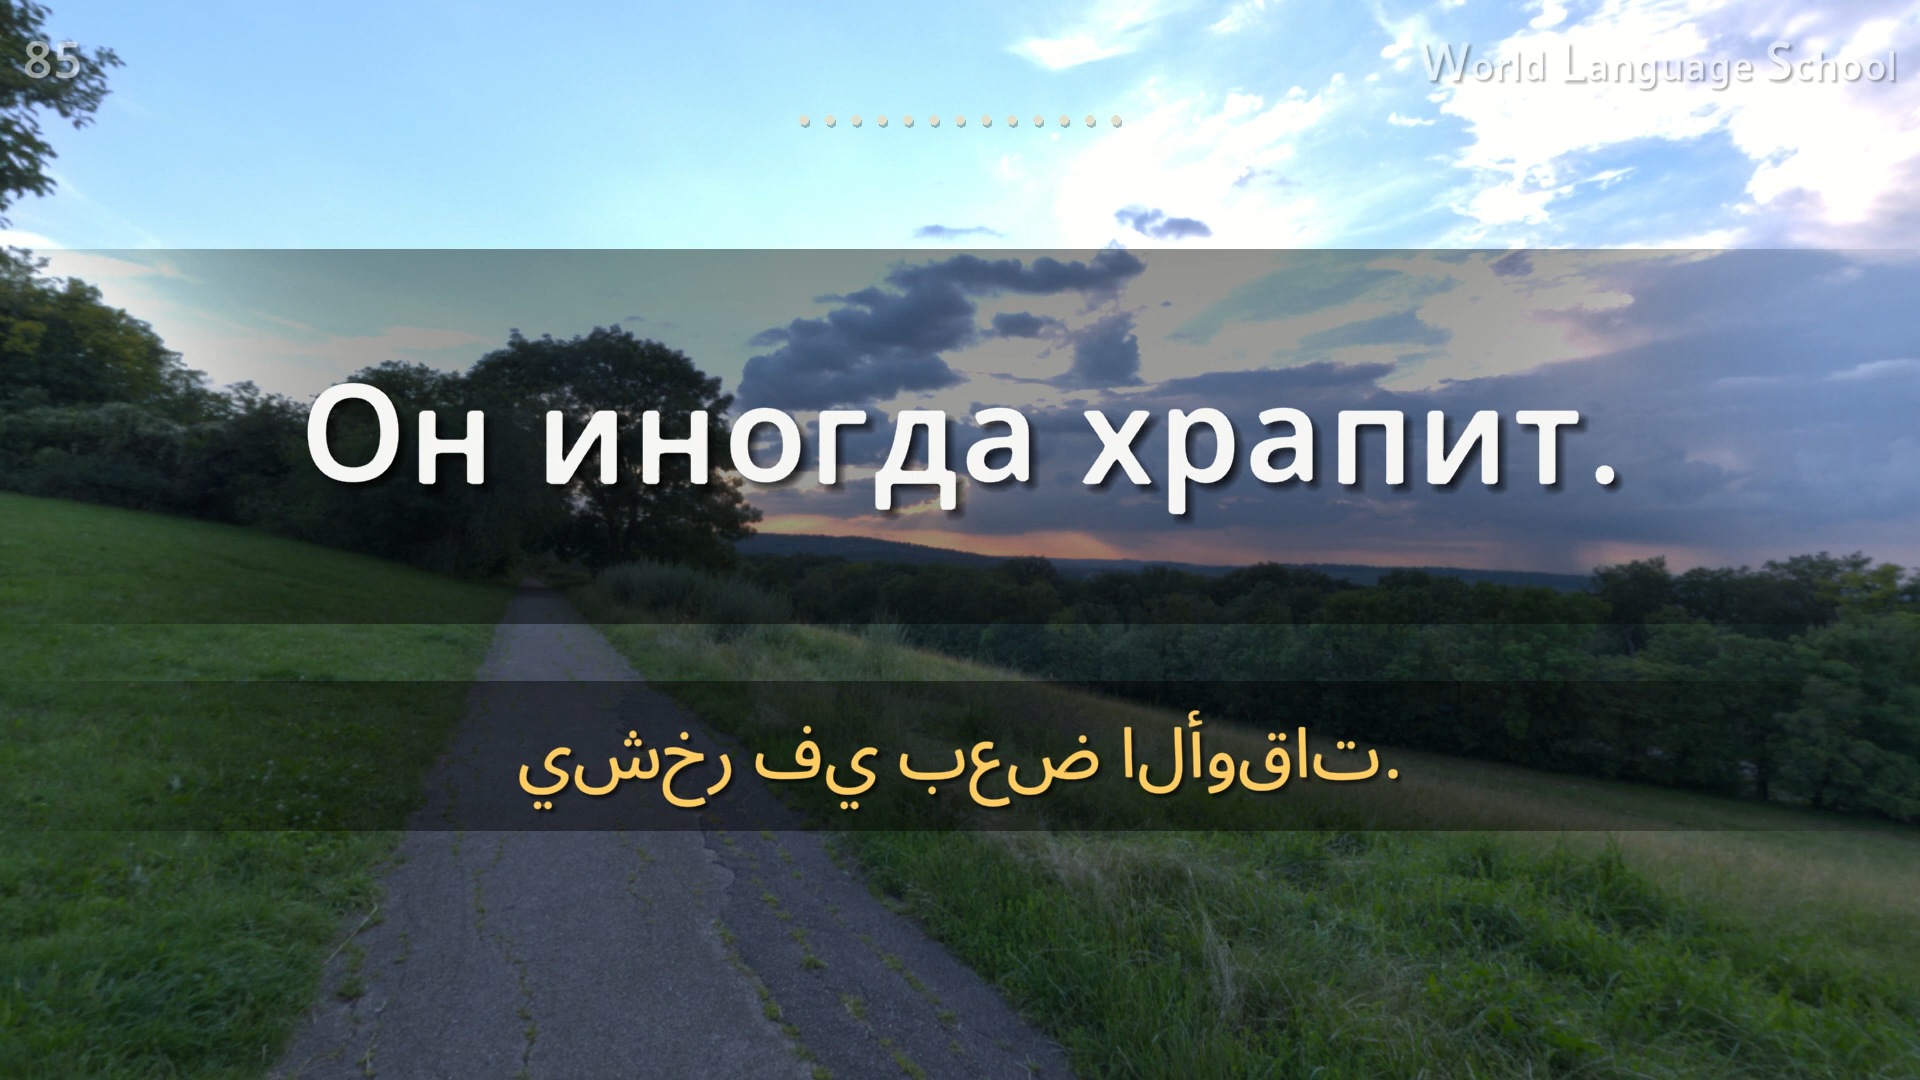 85
World Language School
Он иногда храпит.
يشخر في بعض الأوقات.